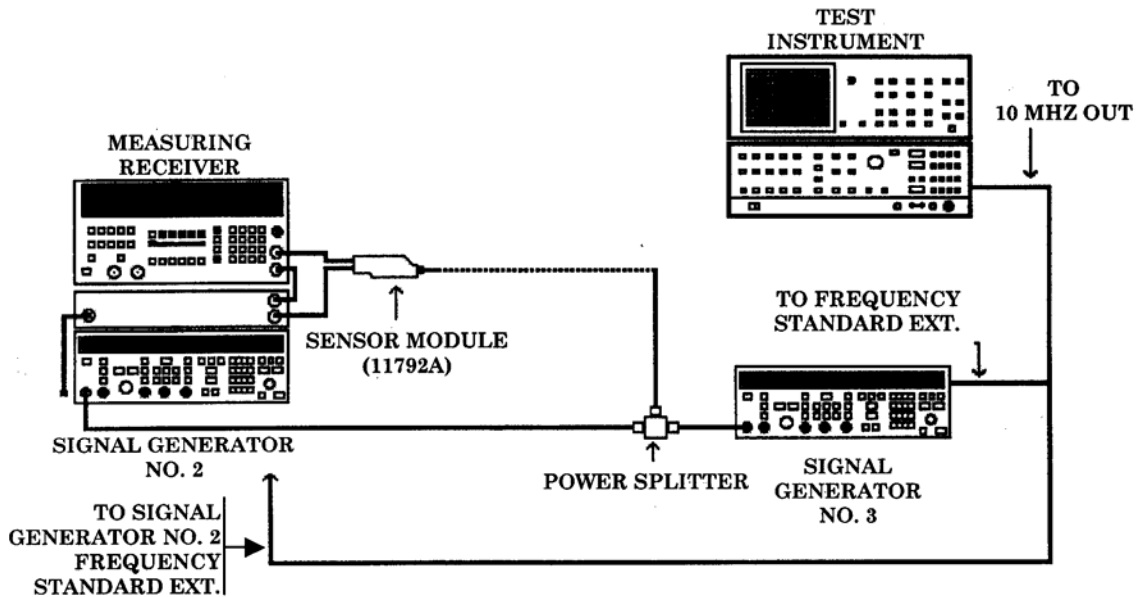 TEST
INSTRUMENT
TO
10 MHZ OUT
MEASURING
RECEIVER
SENSOR MODULE
(11792A)
TO FREQUENCY
STANDARD EXT.
SIGNAL GENERATOR
NO. 2
POWER SPLITTER
SIGNAL
GENERATOR
NO. 3
TO SIGNAL
GENERATOR NO. 2
FREQUENCY
STANDARD EXT.